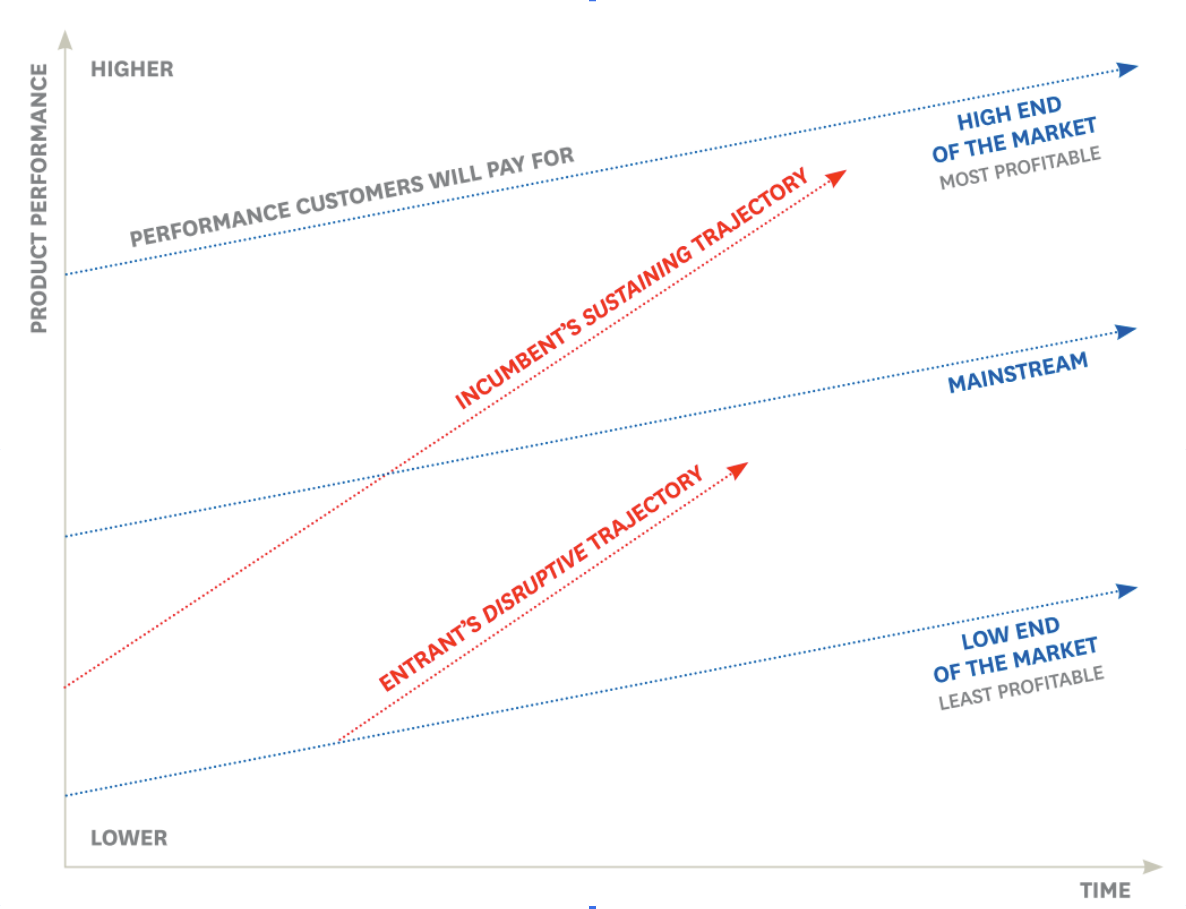 HIGHER
PRODUCT PERFORMANCE
PERFORMANCE CUSTOMERS WILL PAY FOR
HIGH END
OF THE MARKET
MOST PROFITABLE
INCUMBENT’S SUSTAINING TRAJECTORY
MAINSTREAM
ENTRANT’S DISRUPTIVE TRAJECTORY
LOW END
OF THE MARKET
LEAST PROFITABLE
LOWER
TIME